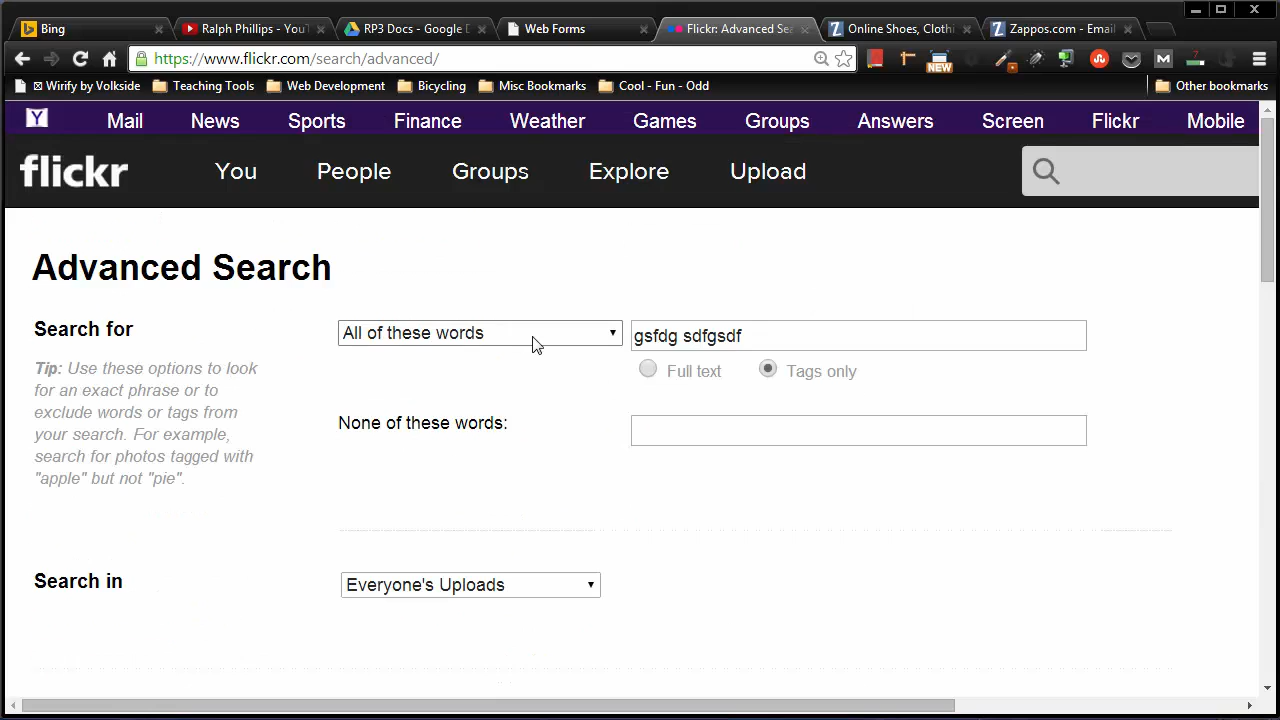 Bing
Ralph Phillips - YouT
RP3 Docs - Google D
Web Forms
Flickr: Advanced Sea
Online Shoes, Clothi
Zappos.com - Email
https://www.flickr.com/search/advanced/
NEW
M
Wirify by Volkside
Teaching Tools
Web Development
Bicycling
Misc Bookmarks
Cool - Fun - Odd
Other bookmarks
Y
Mail
News
Sports
Finance
Weather
Games
Groups
Answers
Screen
Flickr
Mobile
flickr
You
People
Groups
Explore
Upload
Advanced Search
Search for
All of these words
gsfdg sdfgsdf
Full text
Tags only
Tip: Use these options to look
for an exact phrase or to
exclude words or tags from
your search. For example,
search for photos tagged with
"apple" but not "pie".
None of these words:
Search in
Everyone's Uploads